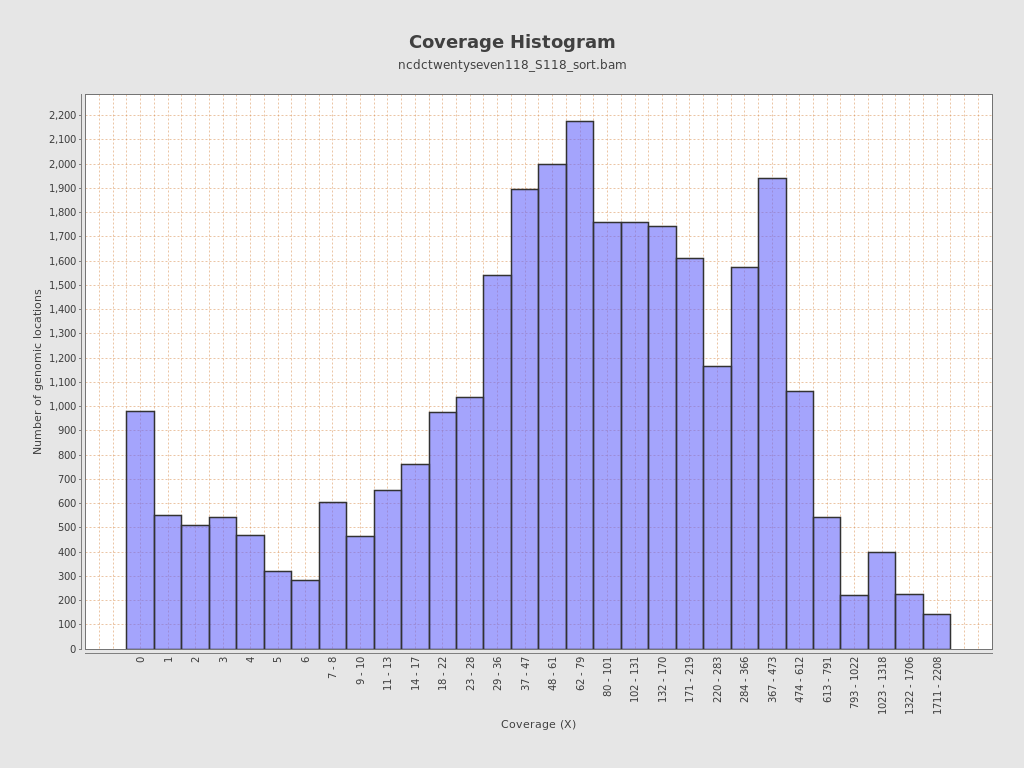 Coverage Histogram
ncdctwentyseven118_S118_sort.bam
Number of genomic locations
2,200
2,100
2,000
1,900
1,800
1,700
1,600
1,500
1,400
1,300
1,200
1,100
1,000
900
800
700
600
500
400
300
200
100
0
0
1
2
3
4
5
6
7 - 8
9 - 10
11 - 13
14 - 17
18 - 22
23 - 28
29 - 36
37 - 47
48 - 61
62 - 79
80 - 101
102 - 131
132 - 170
171 - 219
220 - 283
284 - 366
367 - 473
474 - 612
613 - 791
793 - 1022
1023 - 1318
1322 - 1706
1711 - 2208
Coverage (X)